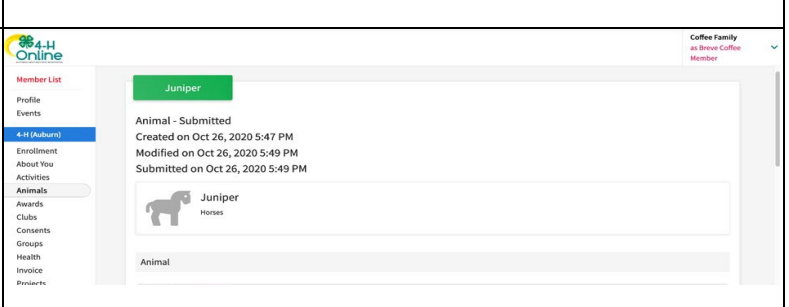 4-H
Online
Coffee Family
as Breve Coffee
Member
Member List
Profile
Events
4-H (Auburn)
Enrollment
About You
Activities
Animals
Awards
Clubs
Consents
Groups
Health
Invoice
Projects
Juniper
Animal - Submitted
Created on Oct 26, 2020 5:47 PM
Modified on Oct 26, 2020 5:49 PM
Submitted on Oct 26, 2020 5:49 PM
Juniper
Horses
Animal